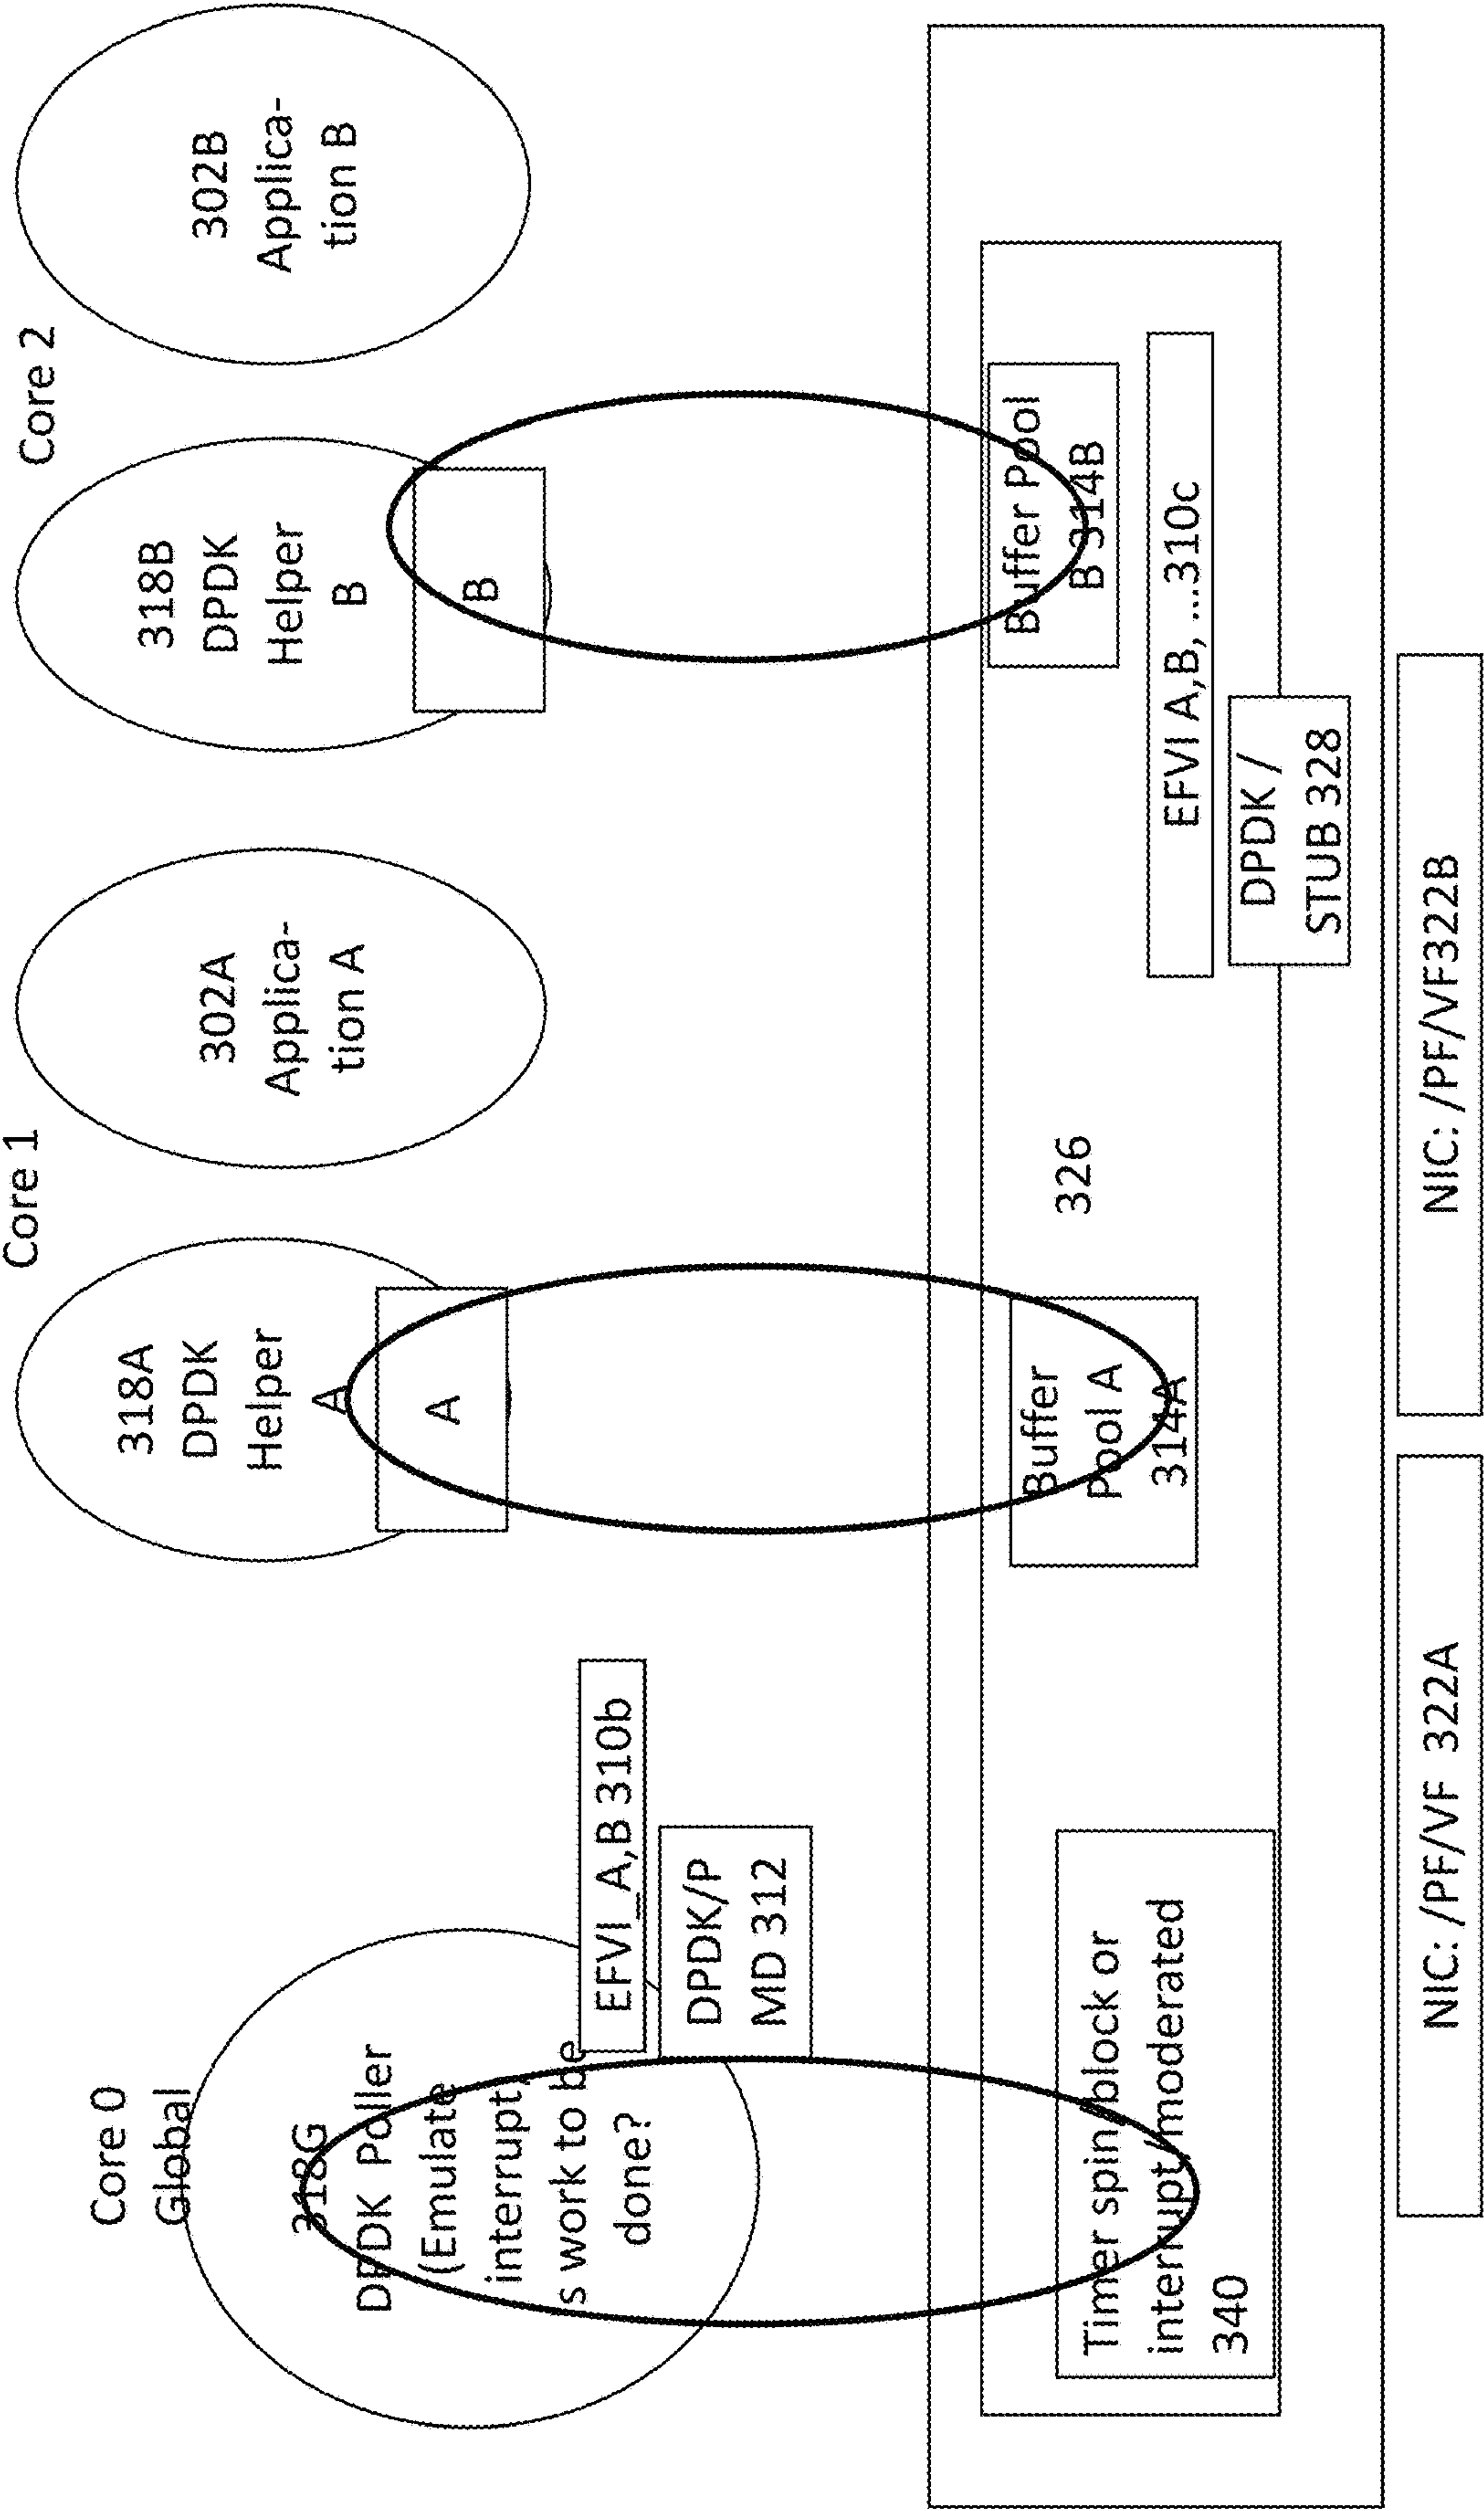 Core 0
Global
318G
DPDK Poller
(Emulate
interrupt,
is work to be
done?
EFVI_A,B 310b
DPDK/P
MD 312
Core 1
318A
DPDK
Helper
A
A
302A
Applica-
tion A
Core 2
318B
DPDK
Helper
B
B
302B
Applica-
tion B
Timer spin/block or
interrupt/moderated
340
Buffer
Pool A
314A
326
Buffer Pool
B 314B
EFVI A,B, ...310c
DPDK /
STUB 328
NIC: /PF/VF 322A
NIC: /PF/VF322B